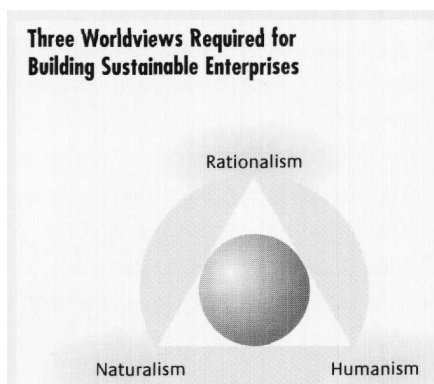 Three Worldviews Required for
Building Sustainable Enterprises
Rationalism
Naturalism
Humanism